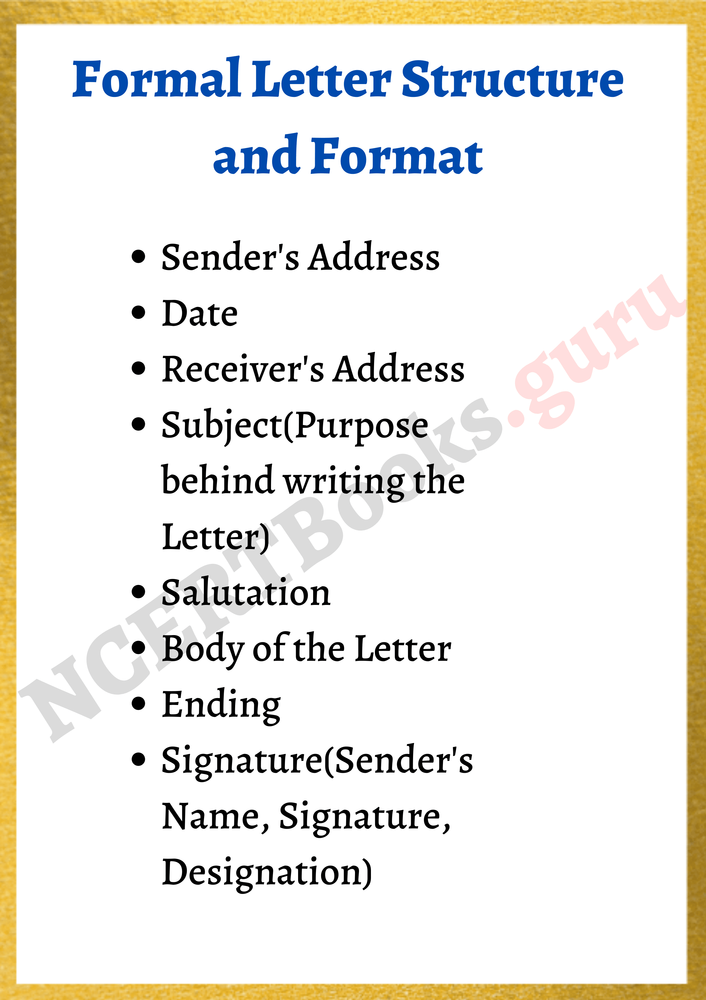 Formal Letter Structure
and Format
• Sender's Address
• Date
• Receiver's Address
• Subject(Purpose
behind writing the
Letter)
• Salutation
• Body of the Letter
• Ending
• Signature(Sender's
Name, Signature,
Designation)
NCERTBooks.guru